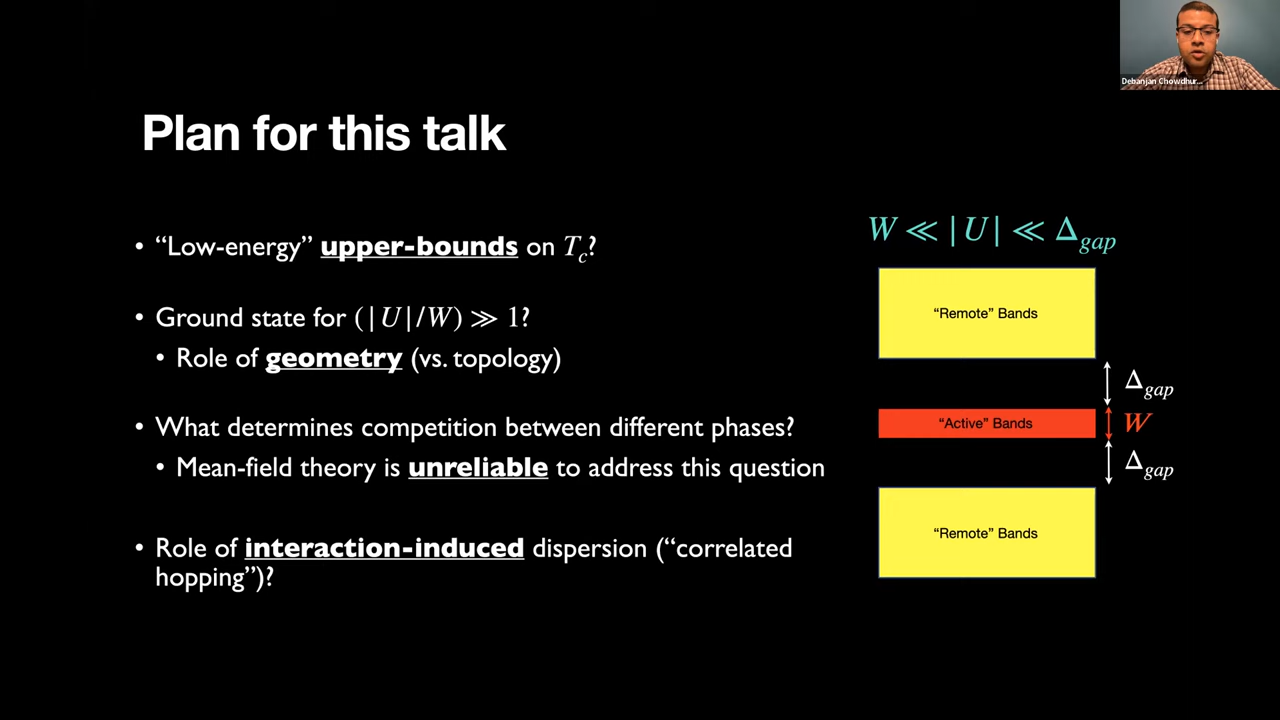 Debanjan Chowdhur...
Plan for this talk
• “Low-energy” upper-bounds on T_c?
• Ground state for (|U|/W) ≫ 1?
• Role of geometry (vs. topology)
• What determines competition between different phases?
• Mean-field theory is unreliable to address this question
• Role of interaction-induced dispersion (“correlated
hopping”)?
W ≪ |U| ≪ Δ_gap
“Remote” Bands
Δ_gap
“Active” Bands
W
Δ_gap
“Remote” Bands